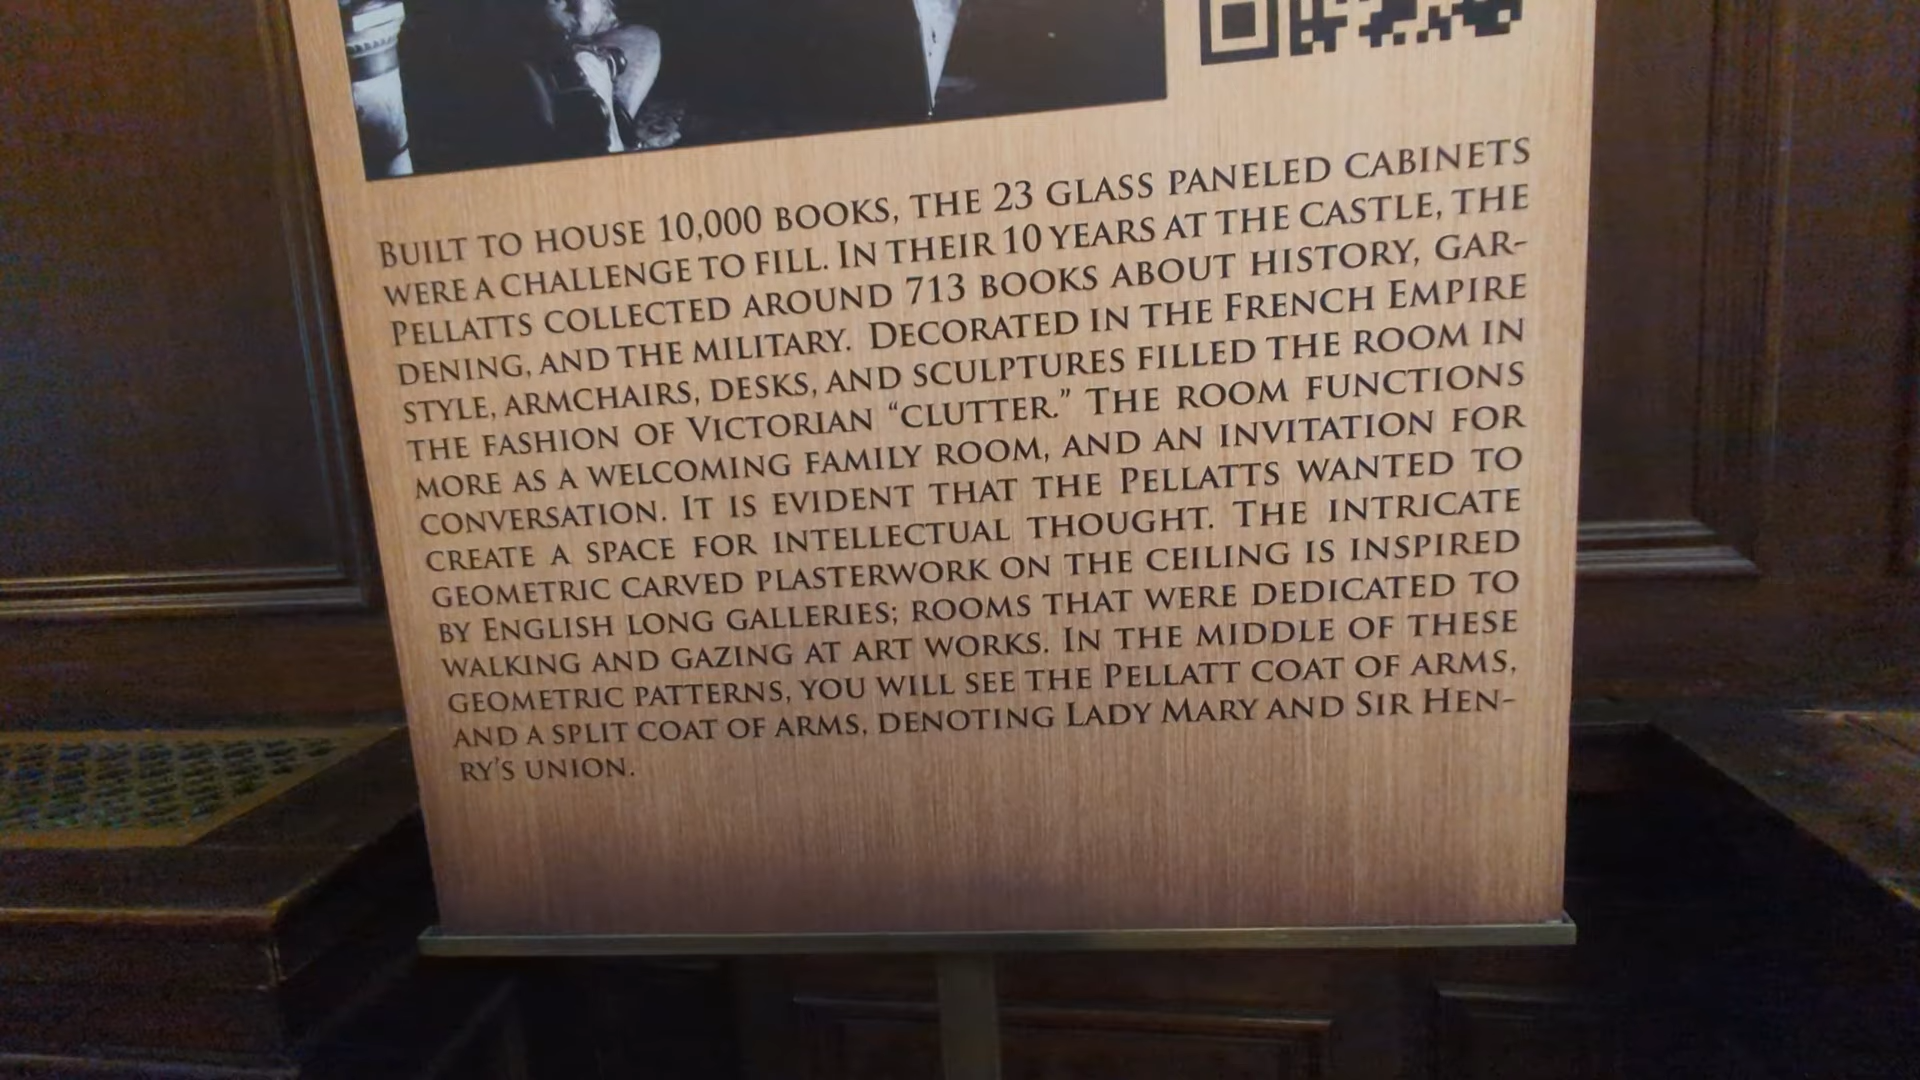 BUILT TO HOUSE 10,000 BOOKS, THE 23 GLASS PANELED CABINETS
WERE A CHALLENGE TO FILL. IN THEIR 10 YEARS AT THE CASTLE, THE
PELLATTS COLLECTED AROUND 713 BOOKS ABOUT HISTORY, GAR-
DENING, AND THE MILITARY. DECORATED IN THE FRENCH EMPIRE
STYLE, ARMCHAIRS, DESKS, AND SCULPTURES FILLED THE ROOM IN
THE FASHION OF VICTORIAN “CLUTTER.” THE ROOM FUNCTIONS
MORE AS A WELCOMING FAMILY ROOM, AND AN INVITATION FOR
CONVERSATION. IT IS EVIDENT THAT THE PELLATTS WANTED TO
CREATE A SPACE FOR INTELLECTUAL THOUGHT. THE INTRICATE
GEOMETRIC CARVED PLASTERWORK ON THE CEILING IS INSPIRED
BY ENGLISH LONG GALLERIES; ROOMS THAT WERE DEDICATED TO
WALKING AND GAZING AT ART WORKS. IN THE MIDDLE OF THESE
GEOMETRIC PATTERNS, YOU WILL SEE THE PELLATT COAT OF ARMS,
AND A SPLIT COAT OF ARMS, DENOTING LADY MARY AND SIR HEN-
RY’S UNION.